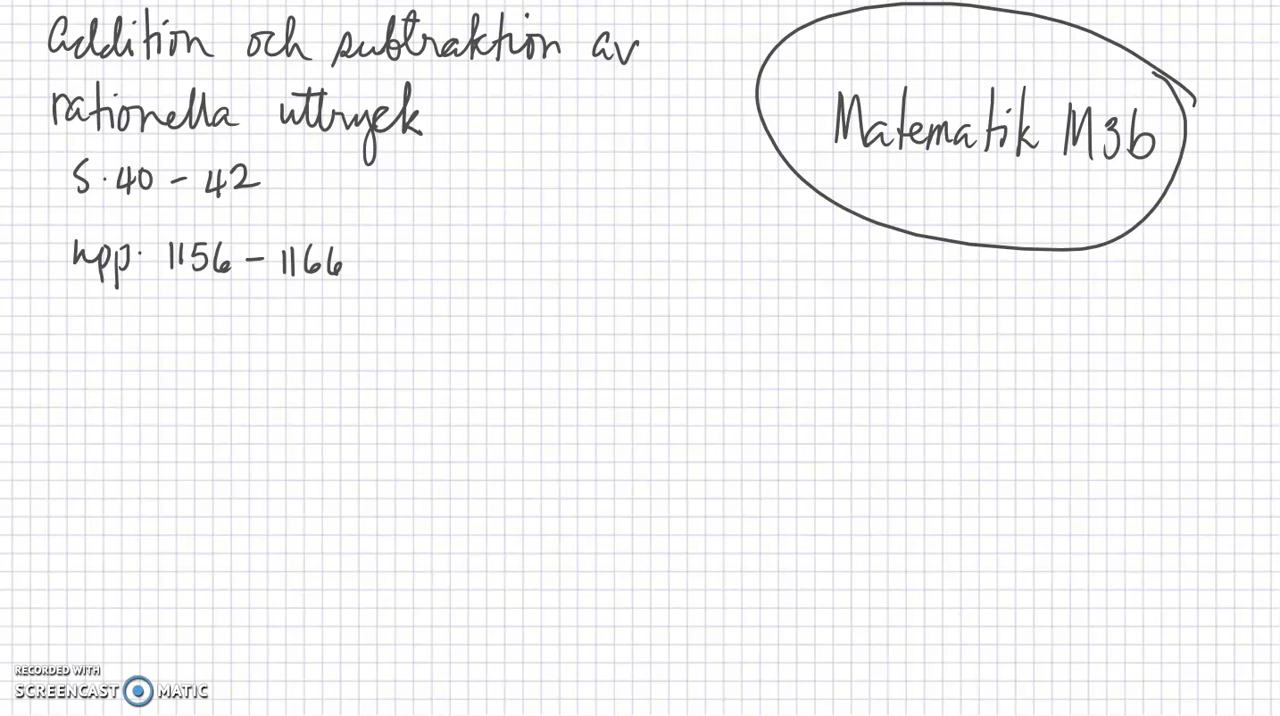 Addition och subtraktion av
rationella uttryck
S. 40 - 42
upp. 1156 - 1166
Matematik M3b
RECORDED WITH
SCREENCAST MATIC